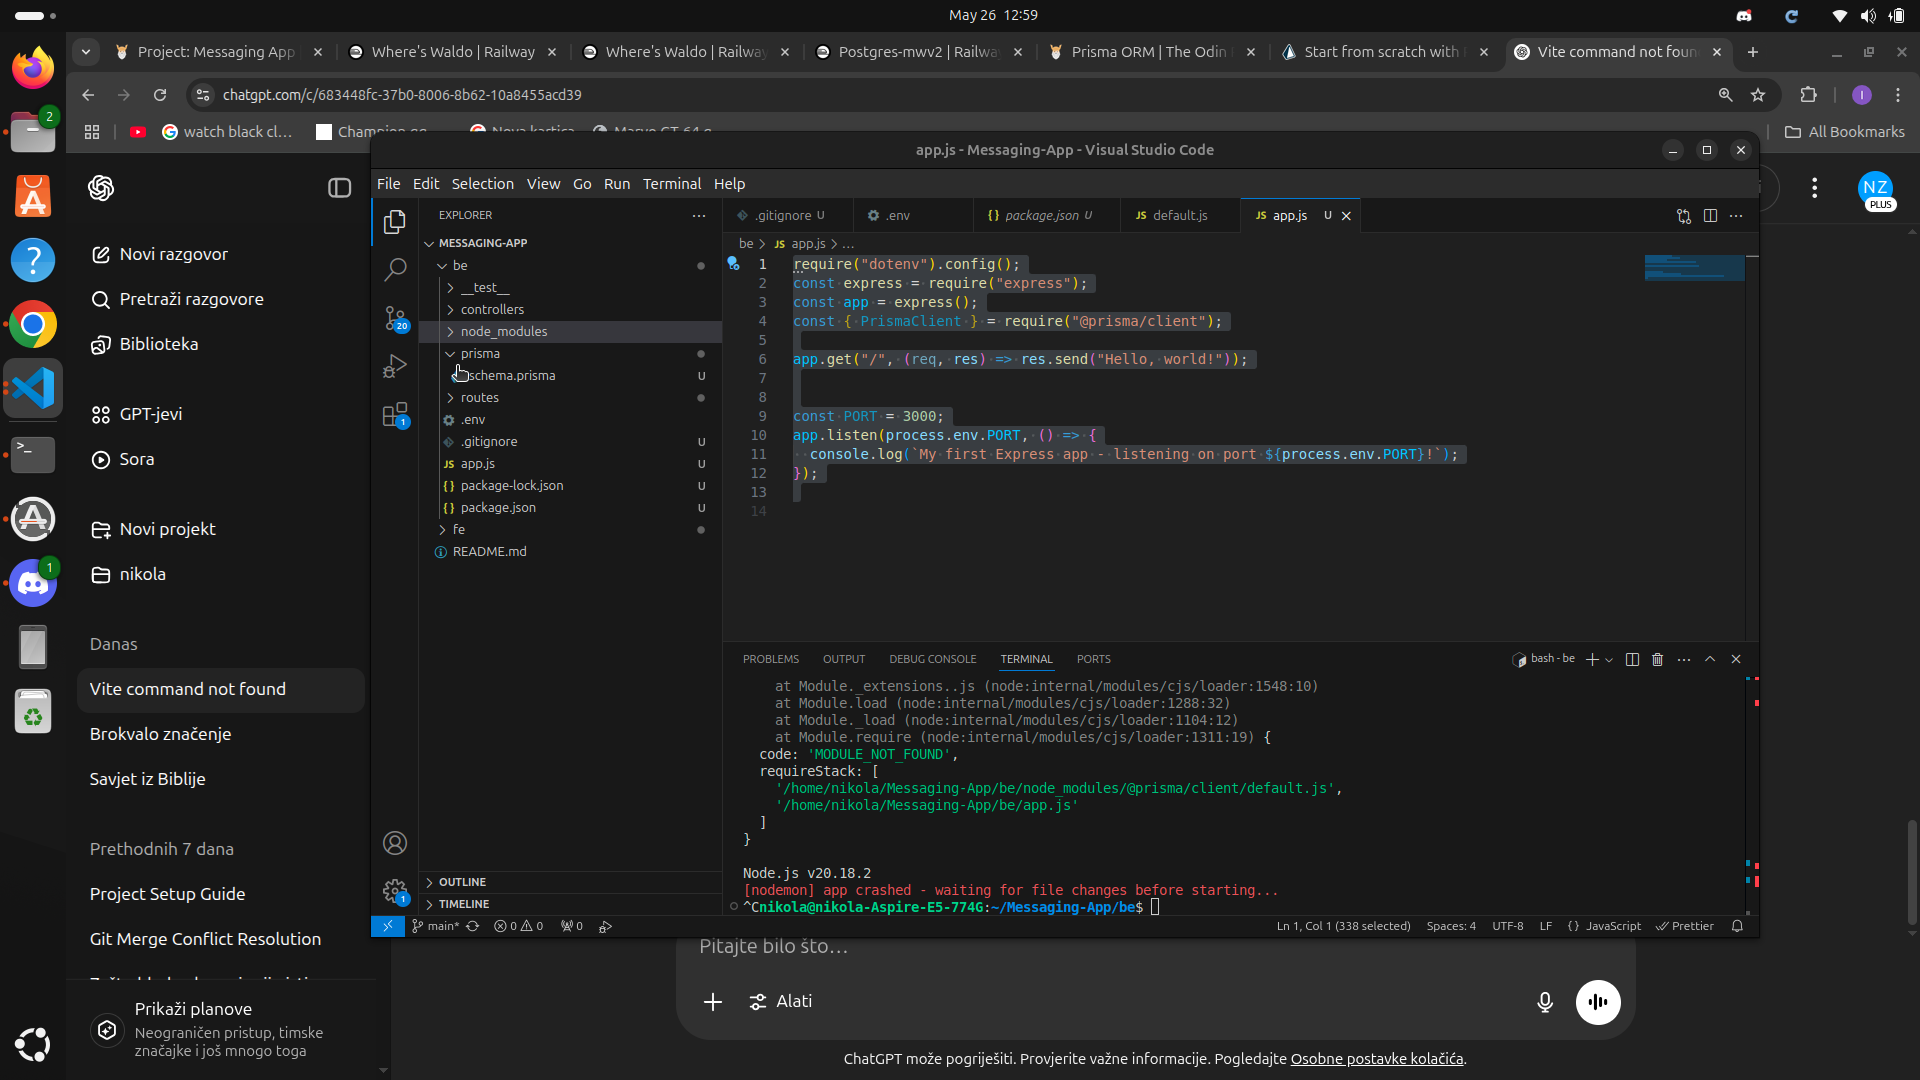 May 26 12:59
Project: Messaging App
Where's Waldo | Railway
Where's Waldo | Railway
Postgres-mwv2 | Railway
Prisma ORM | The Odin
Start from scratch with
Vite command not found
chatgpt.com/c/683448fc-37b0-8006-8b62-10a8455acd39
I
watch black cl...
All Bookmarks
2
app.js - Messaging-App - Visual Studio Code
File Edit Selection View Go Run Terminal Help
NZ
PLUS
Novi razgovor
Pretraži razgovore
Biblioteka
GPT-jevi
Sora
Novi projekt
nikola
Danas
Vite command not found
Brokvalo značenje
Savjet iz Biblije
Prethodnih 7 dana
Project Setup Guide
Git Merge Conflict Resolution
Prikaži planove
Neograničen pristup, timske
značajke i još mnogo toga
1
20
1
1
EXPLORER
MESSAGING-APP
be
__test__
controllers
node_modules
prisma
schema.prisma U
routes
.env
.gitignore U
app.js U
package-lock.json U
package.json U
fe
README.md
OUTLINE
TIMELINE
.gitignore U
.env
package.json U
default.js
app.js U
be > JS app.js > ...
1 require("dotenv").config();
2 const express = require("express");
3 const app = express();
4 const { PrismaClient } = require("@prisma/client");
5
6 app.get("/", (req, res) => res.send("Hello, world!"));
7
8
9 const PORT = 3000;
10 app.listen(process.env.PORT, () => {
11 console.log(`My first Express app - listening on port ${process.env.PORT}!`);
12 });
13
14
PROBLEMS OUTPUT DEBUG CONSOLE TERMINAL PORTS
bash - be
at Module._extensions..js (node:internal/modules/cjs/loader:1548:10)
at Module.load (node:internal/modules/cjs/loader:1288:32)
at Module._load (node:internal/modules/cjs/loader:1104:12)
at Module.require (node:internal/modules/cjs/loader:1311:19) {
code: 'MODULE_NOT_FOUND',
requireStack: [
'/home/nikola/Messaging-App/be/node_modules/@prisma/client/default.js',
'/home/nikola/Messaging-App/be/app.js'
]
}
Node.js v20.18.2
[nodemon] app crashed - waiting for file changes before starting...
^Cnikola@nikola-Aspire-E5-774G:~/Messaging-App/be$
main* 0 0 0
Ln 1, Col 1 (338 selected) Spaces: 4 UTF-8 LF {} JavaScript Prettier
Pitajte bilo što...
Alati
ChatGPT može pogriješiti. Provjerite važne informacije. Pogledajte Osobne postavke kolačića.